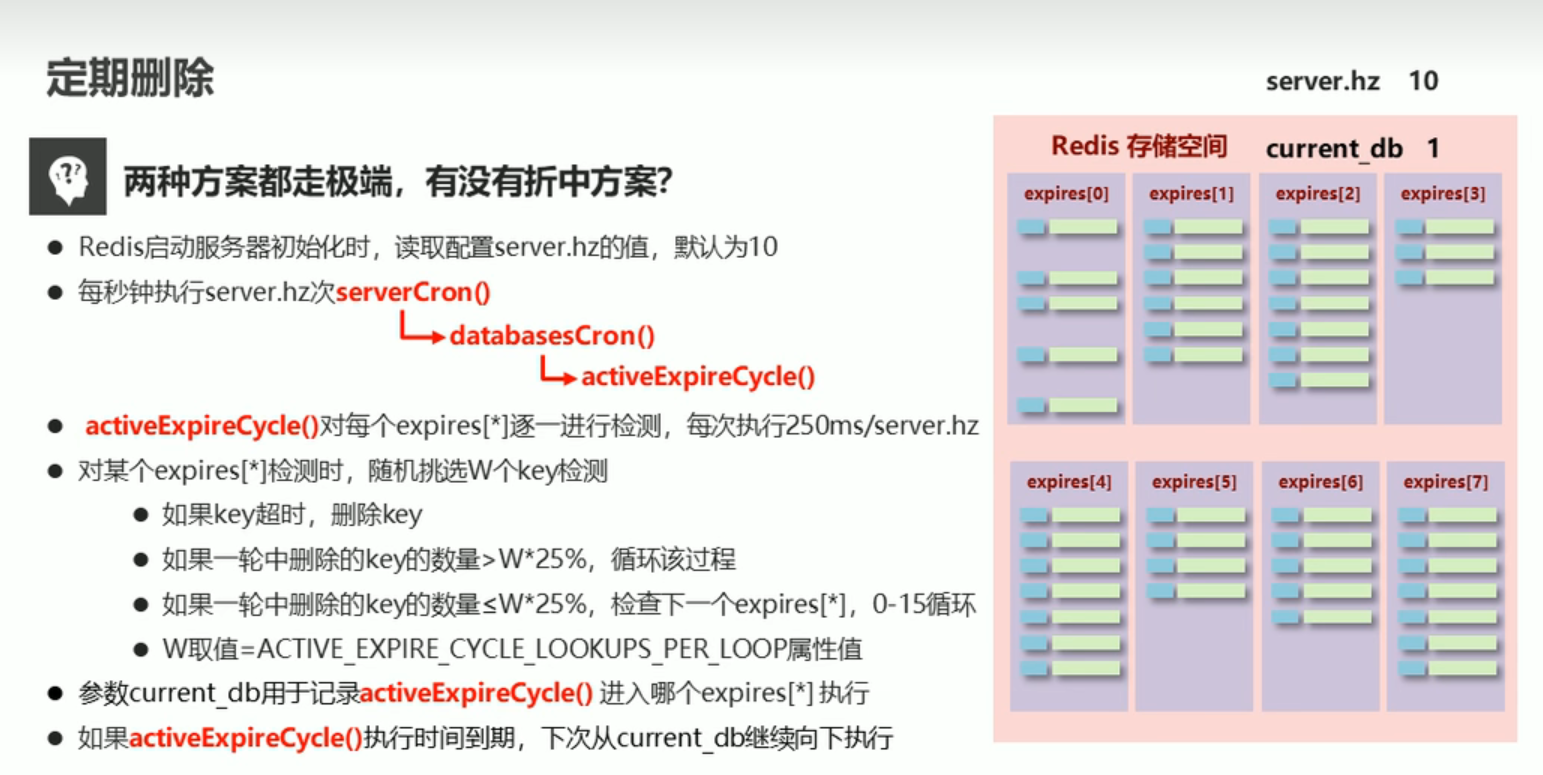 定期删除
server.hz 10
两种方案都走极端，有没有折中方案？
Redis启动服务器初始化时，读取配置server.hz的值，默认为10
每秒钟执行server.hz次serverCron()
databasesCron()
activeExpireCycle()
activeExpireCycle()对每个expires[*]逐一进行检测，每次执行250ms/server.hz
对某个expires[*]检测时，随机挑选W个key检测
如果key超时，删除key
如果一轮中删除的key的数量>W*25%，循环该过程
如果一轮中删除的key的数量≤W*25%，检查下一个expires[*]，0-15循环
W取值=ACTIVE_EXPIRE_CYCLE_LOOKUPS_PER_LOOP属性值
参数current_db用于记录activeExpireCycle() 进入哪个expires[*] 执行
如果activeExpireCycle()执行时间到期，下次从current_db继续向下执行
Redis 存储空间 current_db 1
expires[0] expires[1] expires[2] expires[3]
expires[4] expires[5] expires[6] expires[7]